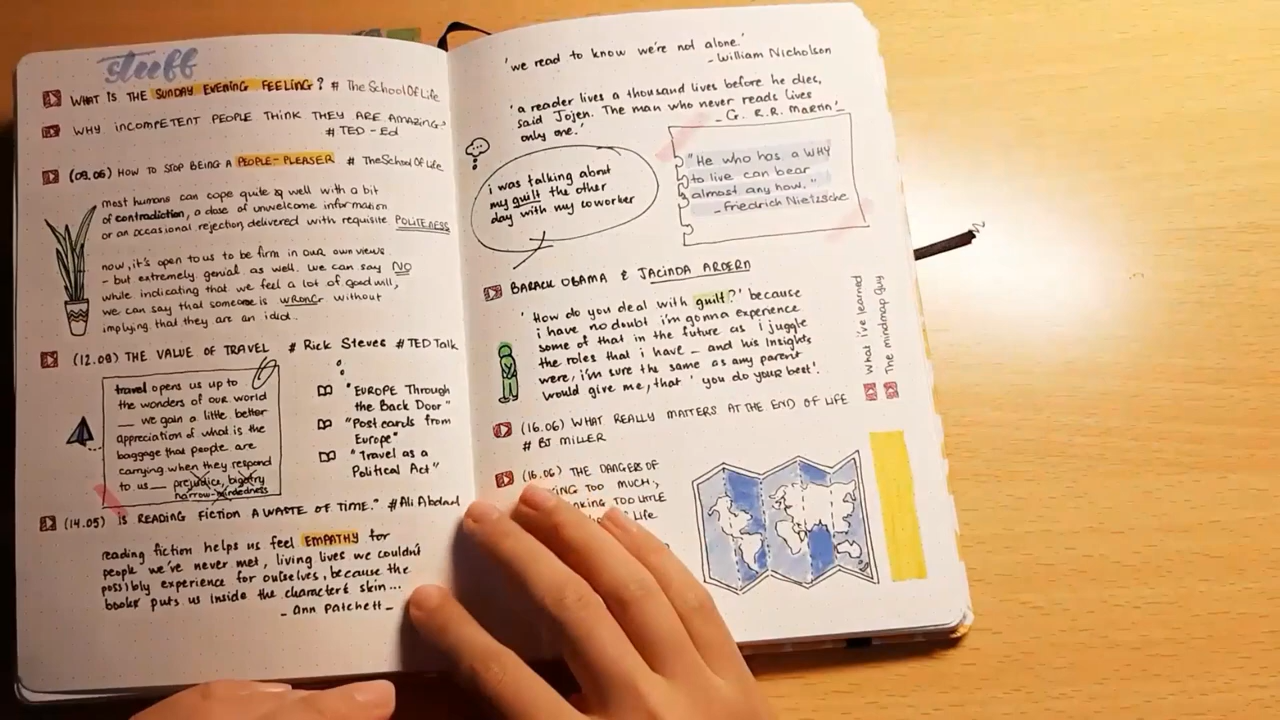 stuff
WHAT IS THE SUNDAY EVENING FEELING? # The School Of Life
WHY INCOMPETENT PEOPLE THINK THEY ARE AMAZING?
# TED-Ed
(09.06) HOW TO STOP BEING A PEOPLE-PLEASER # The School Of Life
most humans can cope quite well with a bit
of contradiction, a dose of unwelcome information
or an occasional rejection delivered with requisite POLITENESS
now, it's open to us to be firm in our own views
- but extremely genial as well. we can say NO
while indicating that we feel a lot of goodwill,
we can say that someone is WRONG without
implying that they are an idiot.
(12.08) THE VALUE OF TRAVEL # Rick Steves #TED Talk
travel opens us up to
the wonders of our world
— we gain a little better
appreciation of what is the
baggage that people are
carrying when they respond
to us — prejudice, bigotry
narrow-mindedness
"EUROPE Through
the Back Door"
"Postcards from
Europe"
"Travel as a
Political Act"
(14.05) IS READING FICTION A WASTE OF TIME." #Ali Abdaal
reading fiction helps us feel EMPATHY for
people we've never met, living lives we couldn't
possibly experience for ourselves, because the
book puts us inside the character's skin...
- Ann Patchett -
'we read to know we're not alone.'
- William Nicholson
'a reader lives a thousand lives before he dies,
said Jojen. The man who never reads lives
only one.'
- G. R.R. Martin -
i was talking about
my guilt the other
day with my coworker
"He who has a WHY
to live can bear
almost any how."
- Friedrich Nietzsche
BARACK OBAMA & JACINDA ARDERN
'How do you deal with guilt?' because
i have no doubt i'm gonna experience
some of that in the future as i juggle
the roles that i have — and his insights
were, i'm sure the same as any parent
would give me, that 'you do your best'.
(16.06) WHAT REALLY MATTERS AT THE END OF LIFE
# BJ MILLER
(16.06) THE DANGERS OF
TOO MUCH,
TOO LITTLE
Life
What i've learned
The mindmap Guy